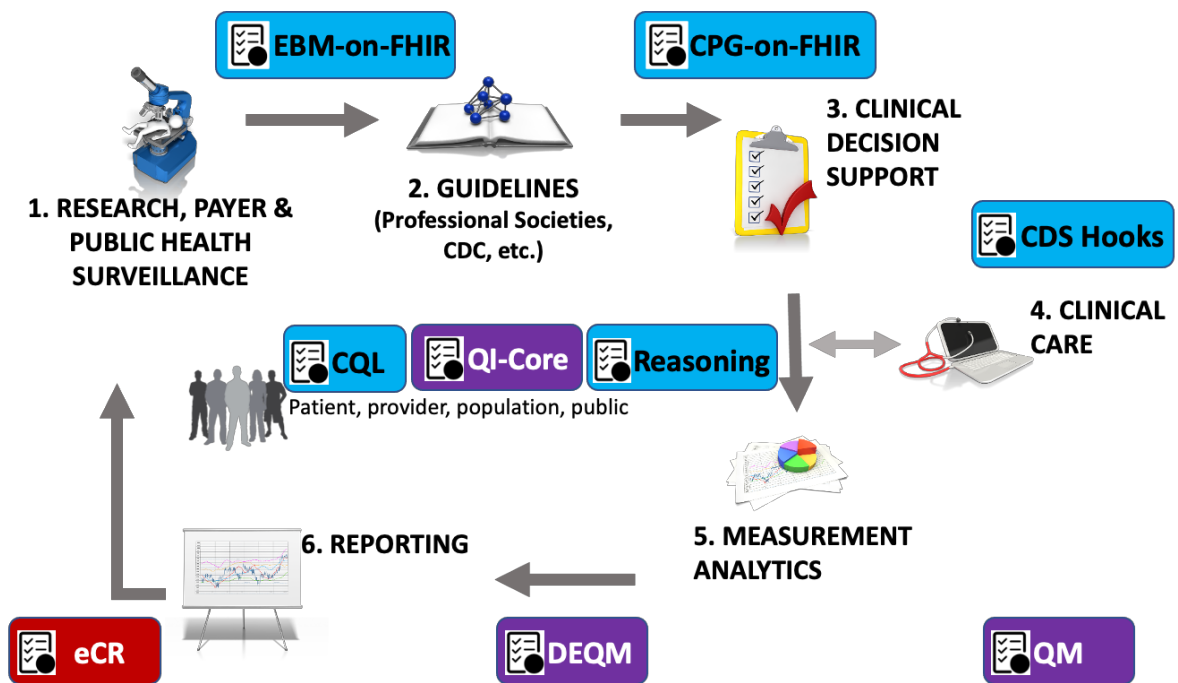 EBM-on-FHIR
CPG-on-FHIR
1. RESEARCH, PAYER &
PUBLIC HEALTH
SURVEILLANCE
2. GUIDELINES
(Professional Societies,
CDC, etc.)
3. CLINICAL
DECISION
SUPPORT
CDS Hooks
4. CLINICAL
CARE
CQL
QI-Core
Reasoning
Patient, provider, population, public
5. MEASUREMENT
ANALYTICS
6. REPORTING
eCR
DEQM
QM